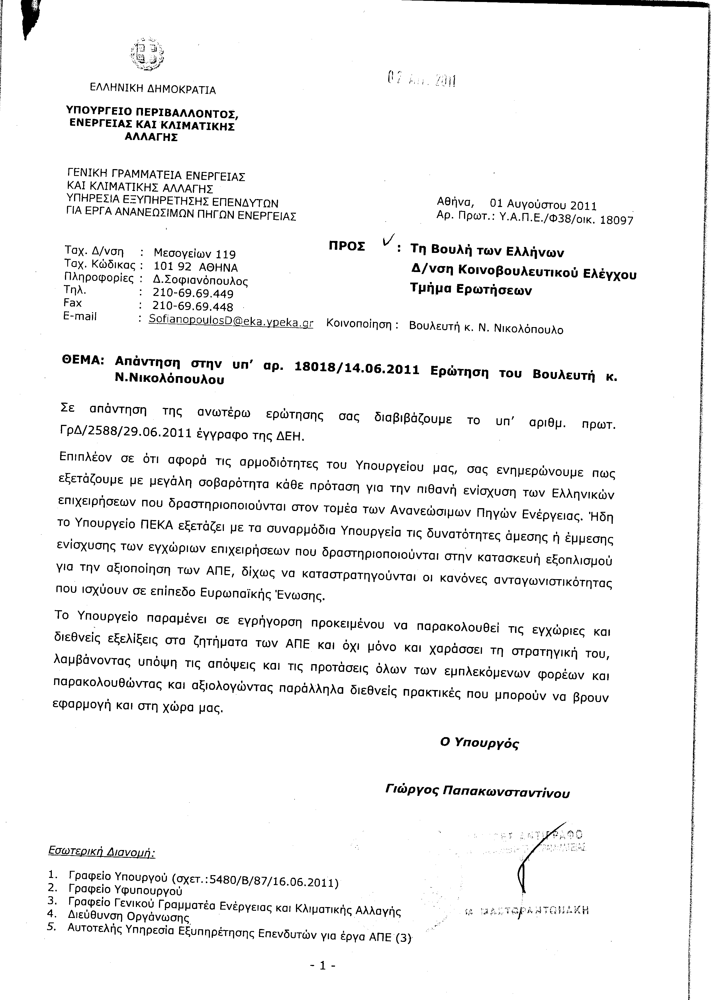 ΕΛΛΗΝΙΚΗ ΔΗΜΟΚΡΑΤΙΑ
ΥΠΟΥΡΓΕΙΟ ΠΕΡΙΒΑΛΛΟΝΤΟΣ,
ΕΝΕΡΓΕΙΑΣ ΚΑΙ ΚΛΙΜΑΤΙΚΗΣ
ΑΛΛΑΓΗΣ
ΓΕΝΙΚΗ ΓΡΑΜΜΑΤΕΙΑ ΕΝΕΡΓΕΙΑΣ
ΚΑΙ ΚΛΙΜΑΤΙΚΗΣ ΑΛΛΑΓΗΣ
ΥΠΗΡΕΣΙΑ ΕΞΥΠΗΡΕΤΗΣΗΣ ΕΠΕΝΔΥΤΩΝ
ΓΙΑ ΕΡΓΑ ΑΝΑΝΕΩΣΙΜΩΝ ΠΗΓΩΝ ΕΝΕΡΓΕΙΑΣ
Αθήνα, 01 Αυγούστου 2011
Αρ. Πρωτ.: Υ.Α.Π.Ε./Φ38/οικ. 18097
Ταχ. Δ/νση : Μεσογείων 119
Ταχ. Κώδικας : 101 92 ΑΘΗΝΑ
Πληροφορίες : Δ.Σοφιανόπουλος
Τηλ. : 210-69.69.449
Fax : 210-69.69.448
E-mail : SofianopoulosD@eka.ypeka.gr
ΠΡΟΣ : Τη Βουλή των Ελλήνων
Δ/νση Κοινοβουλευτικού Ελέγχου
Τμήμα Ερωτήσεων
Κοινοποίηση : Βουλευτή κ. Ν. Νικολόπουλο
ΘΕΜΑ: Απάντηση στην υπ' αρ. 18018/14.06.2011 Ερώτηση του Βουλευτή κ.
Ν.Νικολόπουλου
Σε απάντηση της ανωτέρω ερώτησης σας διαβιβάζουμε το υπ' αριθμ. πρωτ.
ΓρΔ/2588/29.06.2011 έγγραφο της ΔΕΗ.
Επιπλέον σε ότι αφορά τις αρμοδιότητες του Υπουργείου μας, σας ενημερώνουμε πως
εξετάζουμε με μεγάλη σοβαρότητα κάθε πρόταση για την πιθανή ενίσχυση των Ελληνικών
επιχειρήσεων που δραστηριοποιούνται στον τομέα των Ανανεώσιμων Πηγών Ενέργειας. Ήδη
το Υπουργείο ΠΕΚΑ εξετάζει με τα συναρμόδια Υπουργεία τις δυνατότητες άμεσης ή έμμεσης
ενίσχυσης των εγχώριων επιχειρήσεων που δραστηριοποιούνται στην κατασκευή εξοπλισμού
για την αξιοποίηση των ΑΠΕ, δίχως να καταστρατηγούνται οι κανόνες ανταγωνιστικότητας
που ισχύουν σε επίπεδο Ευρωπαϊκής Ένωσης.
Το Υπουργείο παραμένει σε εγρήγορση προκειμένου να παρακολουθεί τις εγχώριες και
διεθνείς εξελίξεις στα ζητήματα των ΑΠΕ και όχι μόνο και χαράσσει τη στρατηγική του,
λαμβάνοντας υπόψη τις απόψεις και τις προτάσεις όλων των εμπλεκόμενων φορέων και
παρακολουθώντας και αξιολογώντας παράλληλα διεθνείς πρακτικές που μπορούν να βρουν
εφαρμογή και στη χώρα μας.
Ο Υπουργός
Γιώργος Παπακωνσταντίνου
ΑΝΤΙΓΡΑΦΟ
Εσωτερική Διανομή:
1. Γραφείο Υπουργού (σχετ.:5480/Β/87/16.06.2011)
2. Γραφείο Υφυπουργού
3. Γραφείο Γενικού Γραμματέα Ενέργειας και Κλιματικής Αλλαγής
4. Διεύθυνση Οργάνωσης
5. Αυτοτελής Υπηρεσία Εξυπηρέτησης Επενδυτών για έργα ΑΠΕ (3)
- 1 -